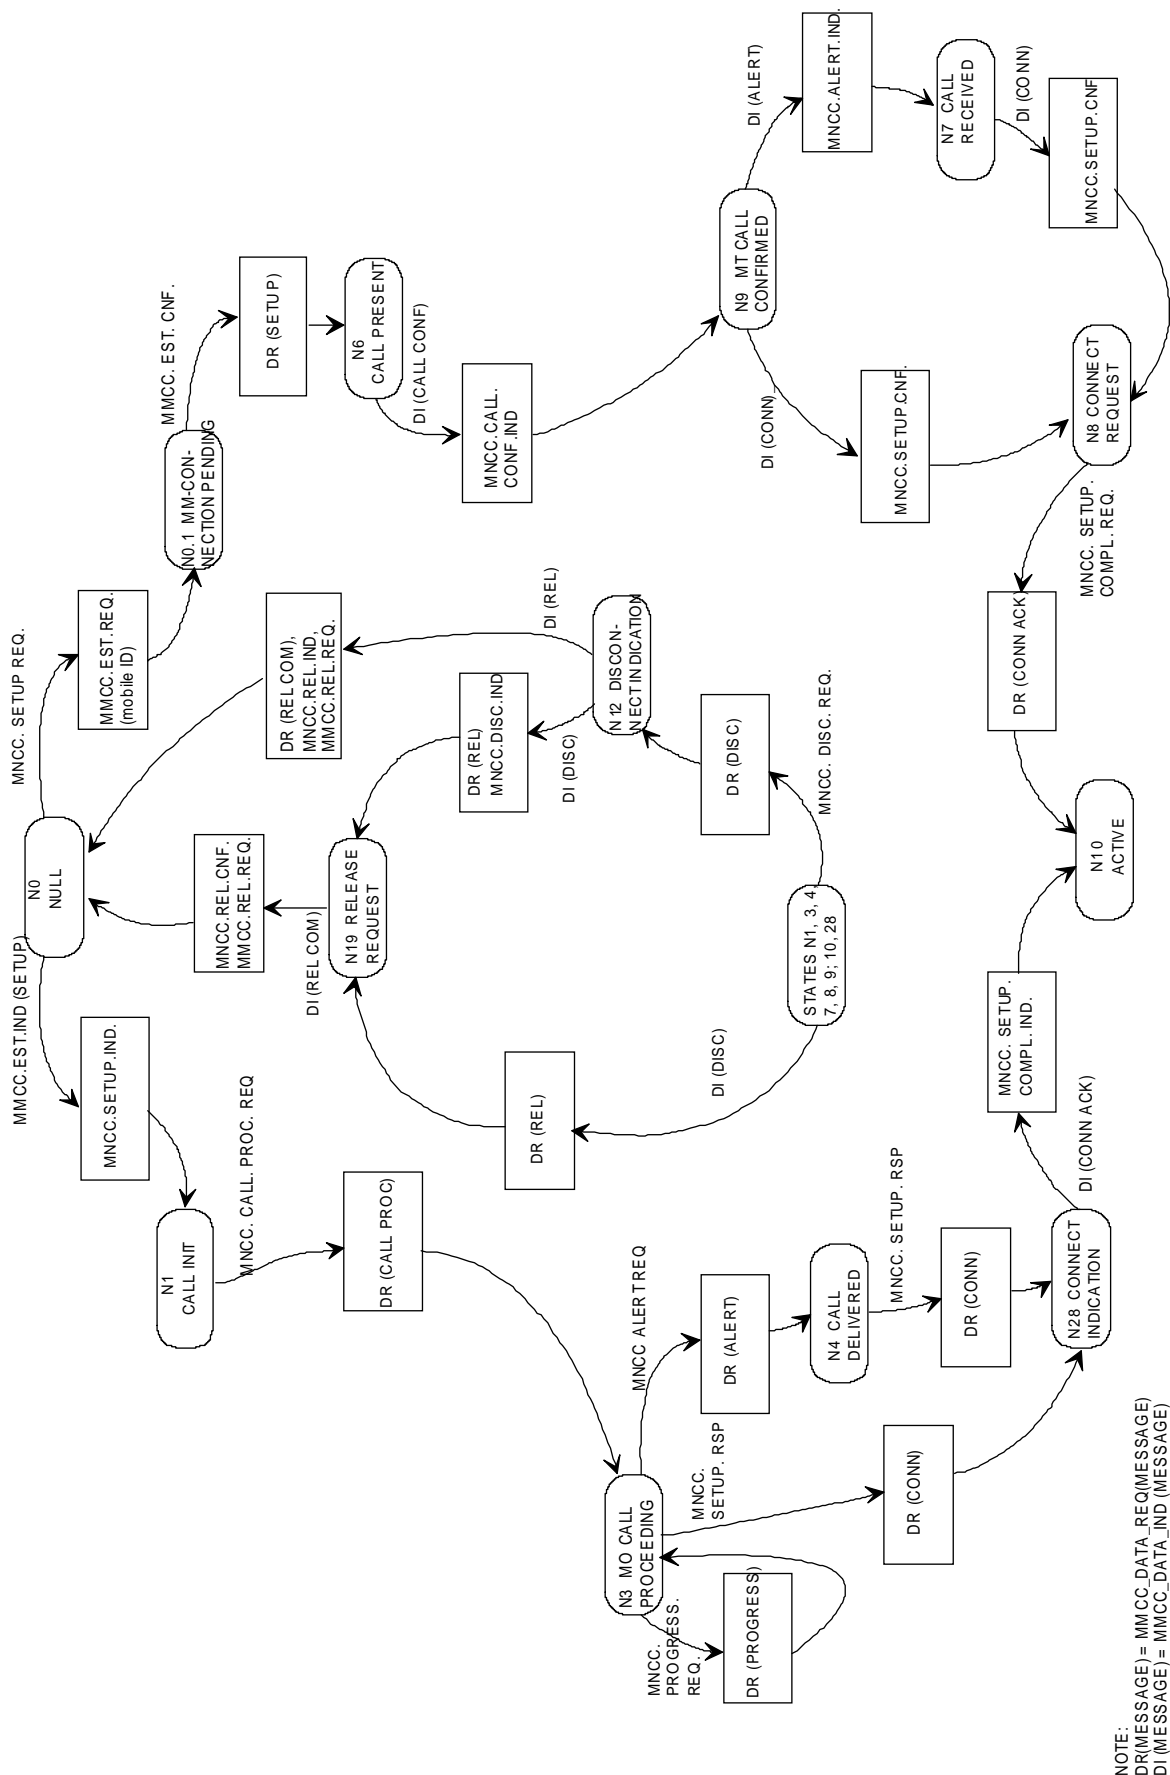 N0
NULL
MMCC.EST.IND (SETUP)
MNCC. SETUP REQ.
MNCC.SETUP.IND.
MMCC.EST.REQ.
(mobile ID)
N1
CALL INIT
MNCC.REL.CNF.
MMCC.REL.REQ.
N0.1 MM-CON-
NECTION PENDING
MMCC. EST. CNF.
MNCC. CALL. PROC. REQ
DR (REL COM),
MNCC.REL.IND,
MMCC.REL.REQ.
DR (SETUP)
DI (REL COM)
DR (CALL PROC)
N19 RELEASE
REQUEST
N6
CALL PRESENT
DI (CALL CONF)
DR (REL)
MNCC.DISC.IND
MNCC.CALL.
CONF.IND
DR (REL)
DI (DISC)
DI (REL)
N12 DISCON-
NECT INDICATION
N3 MO CALL
PROCEEDING
MNCC ALERT REQ
MNCC.
PROGRESS.
REQ.
MNCC.
SETUP. RSP
DR (ALERT)
DI (DISC)
DR (DISC)
MNCC. DISC. REQ.
N9 MT CALL
CONFIRMED
DI (ALERT)
DR (PROGRESS)
N4 CALL
DELIVERED
STATES N1, 3, 4,
7, 8, 9; 10, 28
DI (CONN)
MNCC.ALERT.IND.
MNCC. SETUP. RSP
MNCC.SETUP.CNF.
DR (CONN)
DR (CONN)
N7 CALL
RECEIVED
DI (CONN)
MNCC. SETUP.
COMPL. IND.
DR (CONN ACK)
N28 CONNECT
INDICATION
DI (CONN ACK)
N10
ACTIVE
MNCC. SETUP.
COMPL. REQ.
N8 CONNECT
REQUEST
MNCC.SETUP.CNF
NOTE:
DR(MESSAGE) = MMCC_DATA_REQ(MESSAGE)
DI (MESSAGE) = MMCC_DATA_IND (MESSAGE)